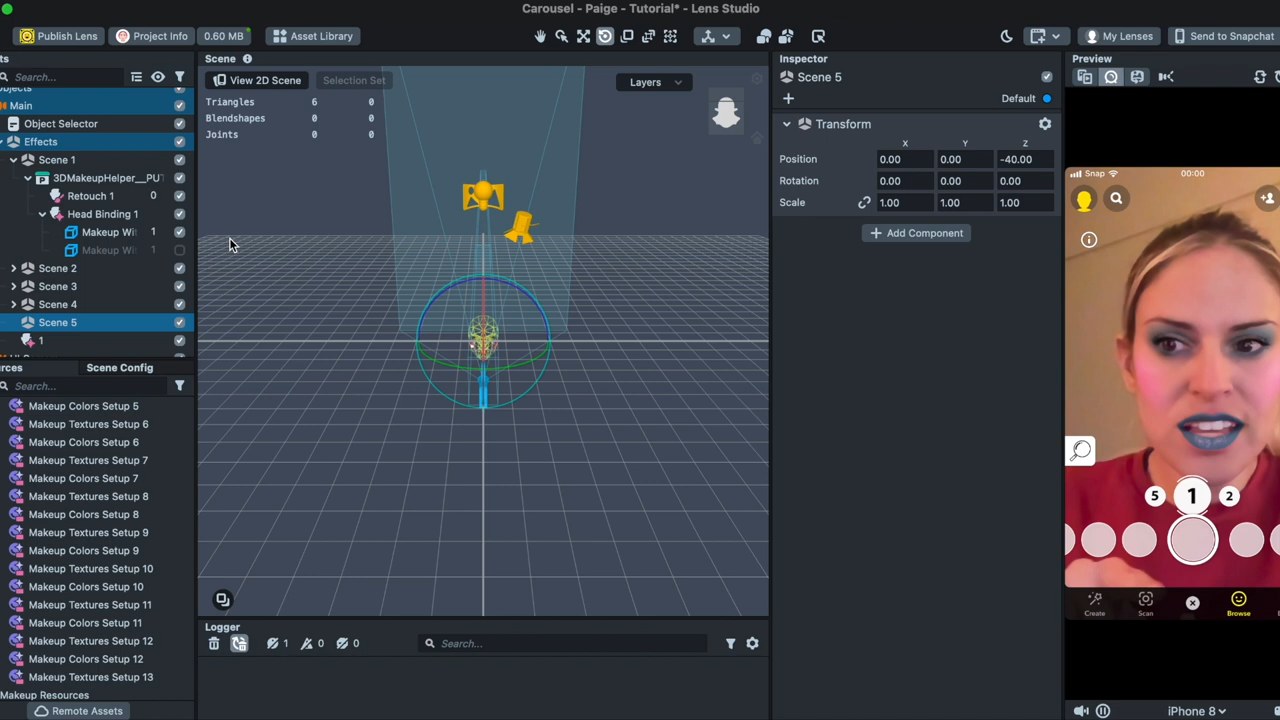 Carousel - Paige - Tutorial* - Lens Studio
Publish Lens
Project Info
0.60 MB
Asset Library
My Lenses
Send to Snapchat
ts
Search...
Objects
Main
Object Selector
Effects
Scene 1
3DMakeupHelper__PUT
Retouch 1 0
Head Binding 1
Makeup Wi 1
Makeup Wi 1
Scene 2
Scene 3
Scene 4
Scene 5
1
rces
Scene Config
Search...
Makeup Colors Setup 5
Makeup Textures Setup 6
Makeup Colors Setup 6
Makeup Textures Setup 7
Makeup Colors Setup 7
Makeup Textures Setup 8
Makeup Colors Setup 8
Makeup Textures Setup 9
Makeup Colors Setup 9
Makeup Textures Setup 10
Makeup Colors Setup 10
Makeup Textures Setup 11
Makeup Colors Setup 11
Makeup Textures Setup 12
Makeup Colors Setup 12
Makeup Textures Setup 13
Makeup Resources
Remote Assets
Scene
View 2D Scene
Selection Set
Layers
Triangles 6 0
Blendshapes 0 0
Joints 0 0
Logger
1 0 0
Search...
Inspector
Scene 5
Default
Transform
X Y Z
Position 0.00 0.00 -40.00
Rotation 0.00 0.00 0.00
Scale 1.00 1.00 1.00
Add Component
Preview
Snap 00:00
5 1 2
Create Scan Browse
iPhone 8